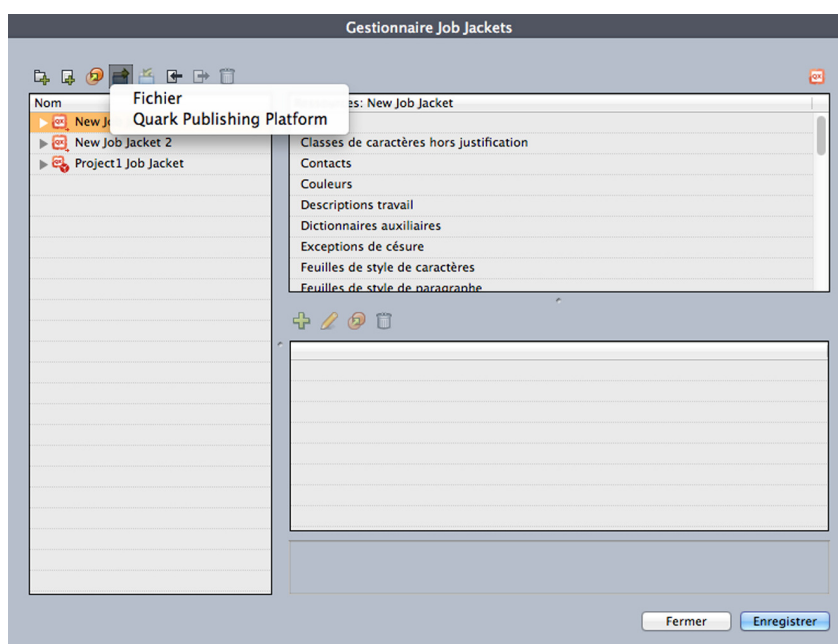 Gestionnaire Job Jackets
Nom
Fichier
Quark Publishing Platform
New Job Jacket
New
New Job Jacket 2
Project1 Job Jacket
Classes de caractères hors justification
Contacts
Couleurs
Descriptions travail
Dictionnaires auxiliaires
Exceptions de césure
Feuilles de style de caractères
Feuilles de style de paragraphe
Fermer
Enregistrer